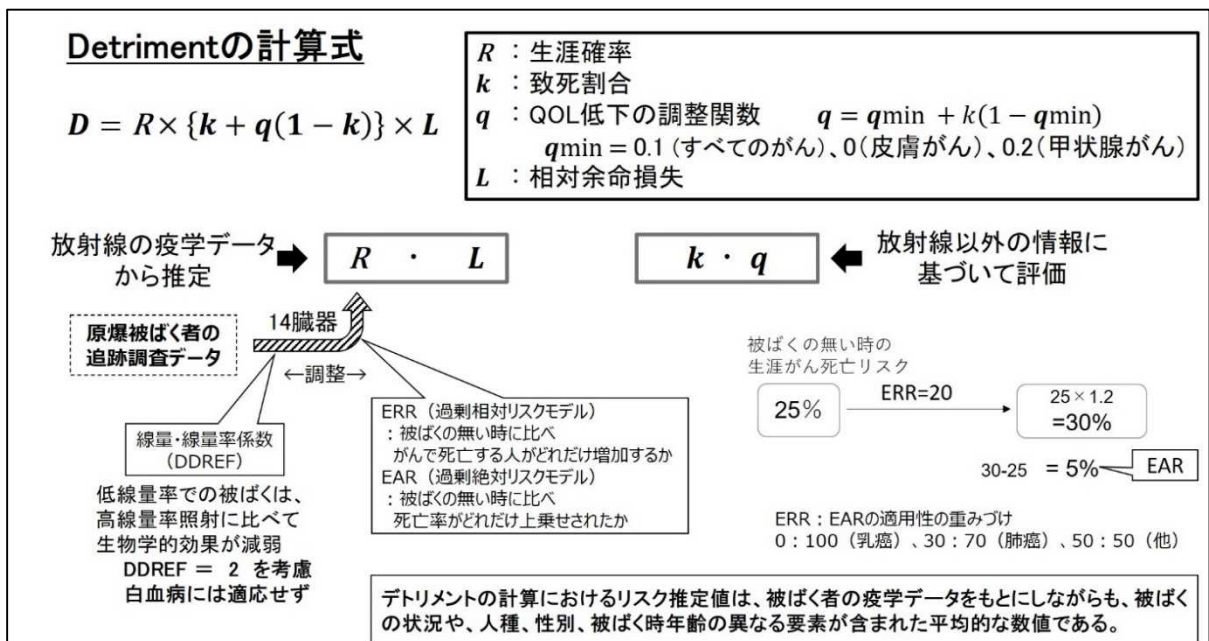 Detrimentの計算式
D = R× {k + q(1 − k)} × L
R ：生涯確率
k ：致死割合
q ：QOL低下の調整関数 q = qmin + k(1 − qmin)
qmin = 0.1 (すべてのがん)、0(皮膚がん)、0.2(甲状腺がん)
L ：相対余命損失
放射線の疫学データ
から推定
R ・ L
k ・ q
放射線以外の情報に
基づいて評価
原爆被ばく者の
追跡調査データ
14臓器
←調整→
線量・線量率係数
(DDREF)
低線量率での被ばくは、
高線量率照射に比べて
生物学的効果が減弱
DDREF = 2 を考慮
白血病には適応せず
ERR（過剰相対リスクモデル）
：被ばくの無い時に比べ
がんで死亡する人がどれだけ増加するか
EAR（過剰絶対リスクモデル）
：被ばくの無い時に比べ
死亡率がどれだけ上乗せされたか
被ばくの無い時の
生涯がん死亡リスク
25%
ERR=20
25×1.2
=30%
30-25 = 5%
EAR
ERR：EARの適用性の重みづけ
0：100（乳癌）、30：70（肺癌）、50：50（他）
デトリメントの計算におけるリスク推定値は、被ばく者の疫学データをもとにしながらも、被ばく
の状況や、人種、性別、被ばく時年齢の異なる要素が含まれた平均的な数値である。